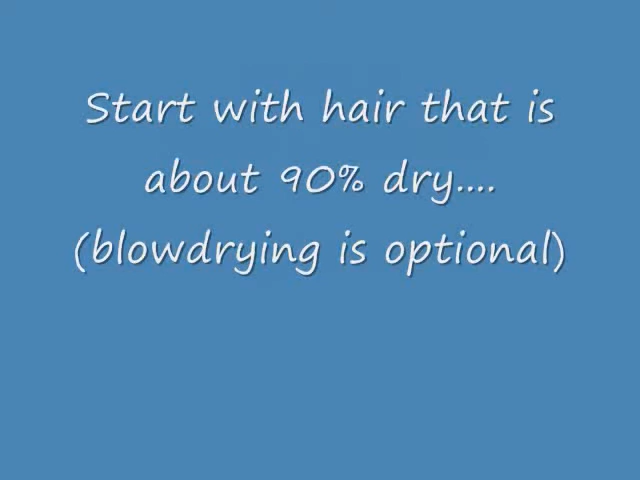 Start with hair that is
about 90% dry....
(blowdrying is optional)